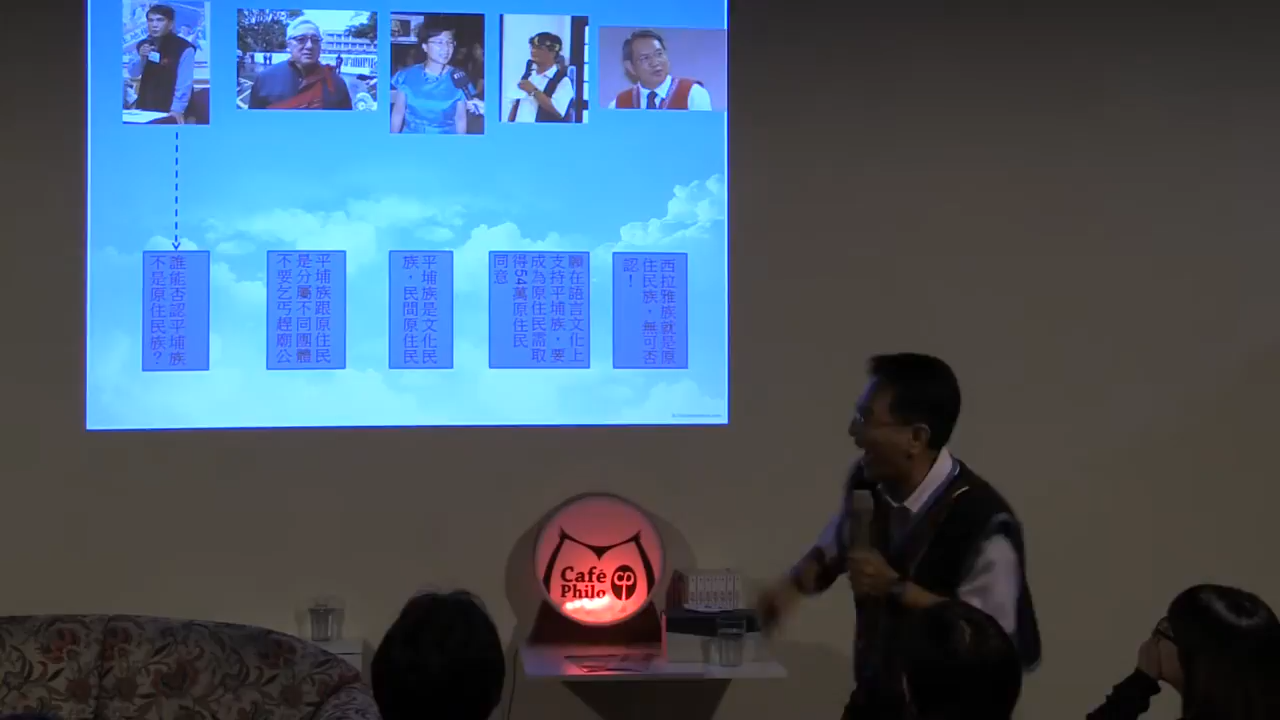 誰能否認平埔族
不是原住民族？
平埔族跟原住民
是分屬不同團體
不要乞丐趕廟公
平埔族是文化民
族，民間原住民
願在語言文化上
支持平埔族，要
成為原住民需取
得54萬原住民
同意
西拉雅族就是原
住民族，無可否
認！
Café
Philo